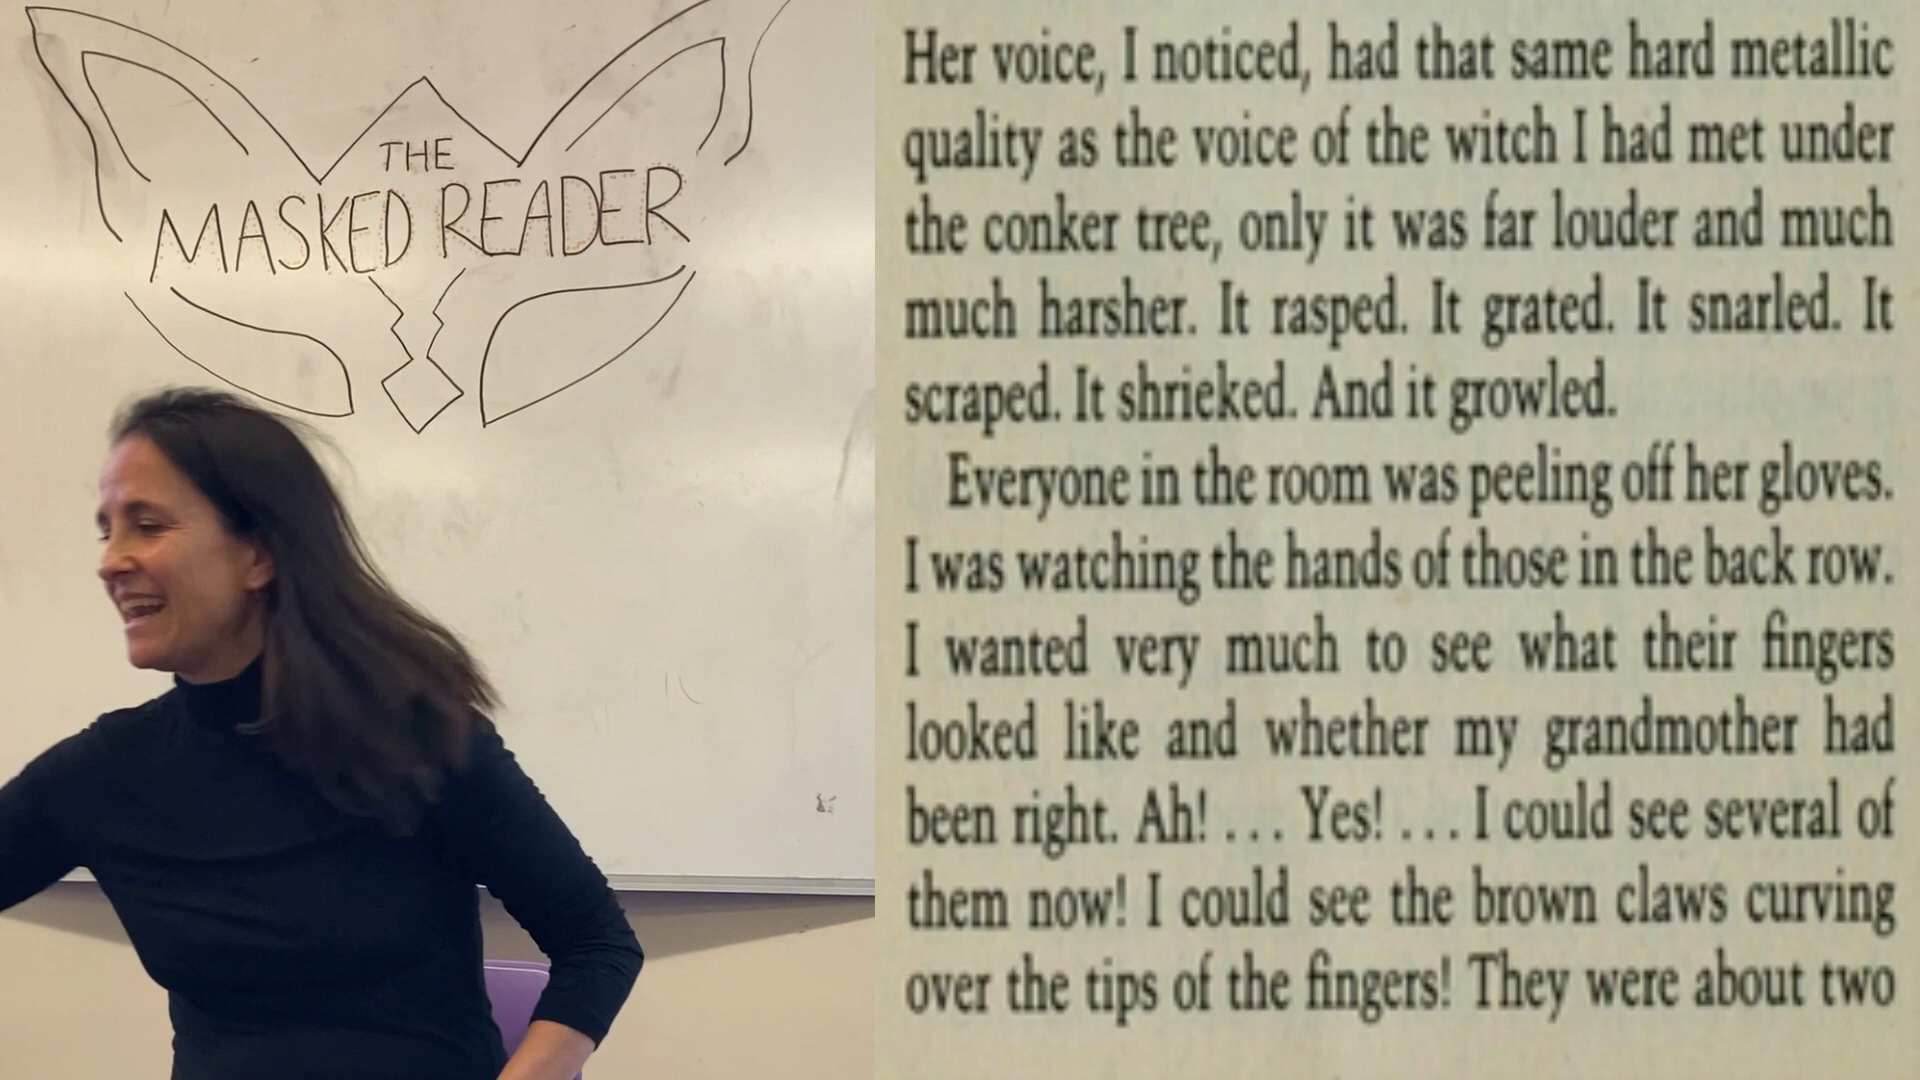 THE
MASKED READER
Her voice, I noticed, had that same hard metallic
quality as the voice of the witch I had met under
the conker tree, only it was far louder and much
much harsher. It rasped. It grated. It snarled. It
scraped. It shrieked. And it growled.
Everyone in the room was peeling off her gloves.
I was watching the hands of those in the back row.
I wanted very much to see what their fingers
looked like and whether my grandmother had
been right. Ah! . . . Yes! . . . I could see several of
them now! I could see the brown claws curving
over the tips of the fingers! They were about two